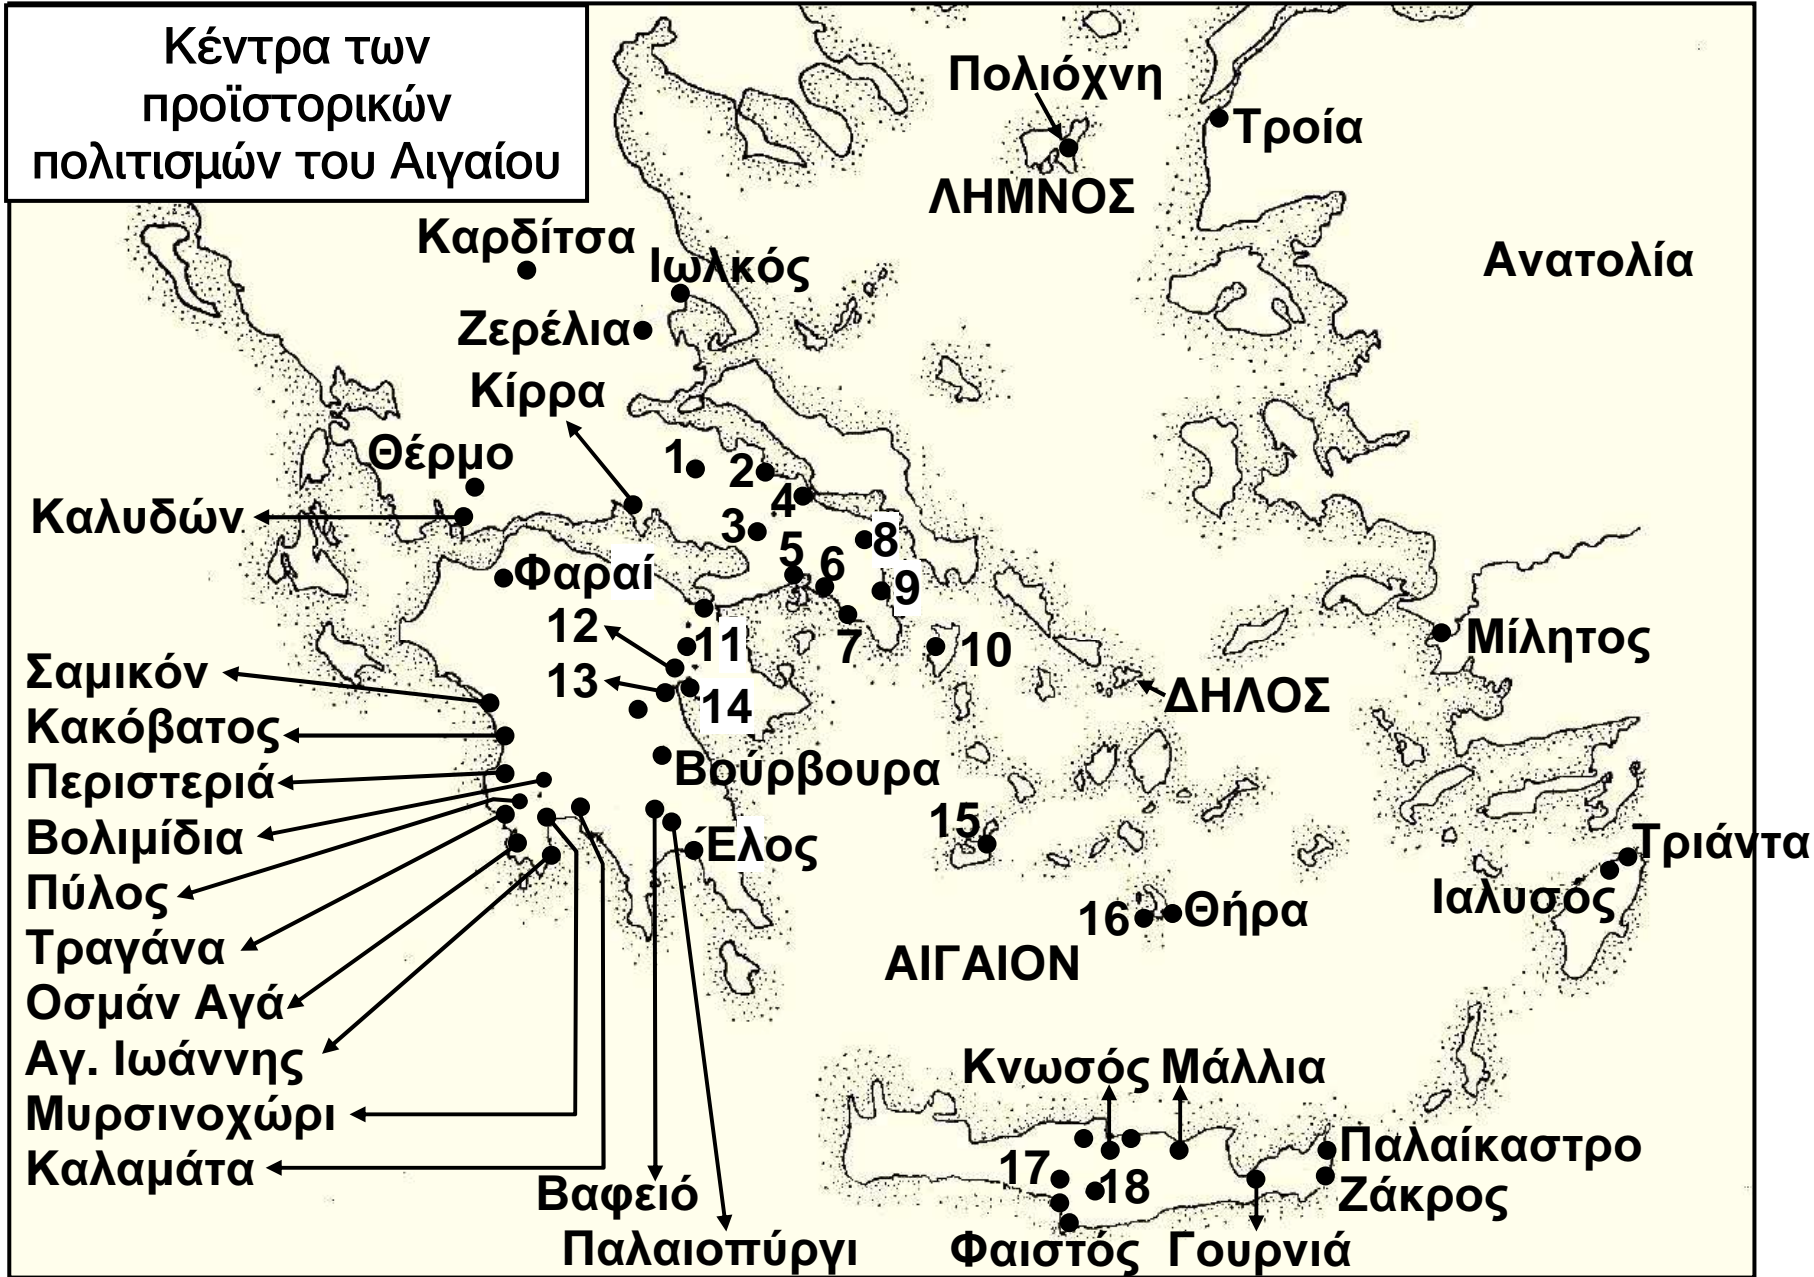 Κέντρα των
προϊστορικών
πολιτισμών του Αιγαίου
Πολιόχνη
Τροία
ΛΗΜΝΟΣ
Καρδίτσα
Ιωλκός
Ανατολία
Ζερέλια
Κίρρα
Θέρμο
1
2
4
Καλυδών
3
5
6
8
Φαραί
9
12
11
7
10
Μίλητος
Σαμικόν
13
14
ΔΗΛΟΣ
Κακόβατος
Περιστεριά
Βούρβουρα
Βολιμίδια
15
Έλος
Τριάντα
Πύλος
Ιαλυσός
16
Θήρα
Τραγάνα
ΑΙΓΑΙΟΝ
Οσμάν Αγά
Αγ. Ιωάννης
Κνωσός
Μάλλια
Μυρσινοχώρι
Παλαίκαστρο
Καλαμάτα
17
18
Ζάκρος
Βαφειό
Παλαιοπύργι
Φαιστός
Γουρνιά